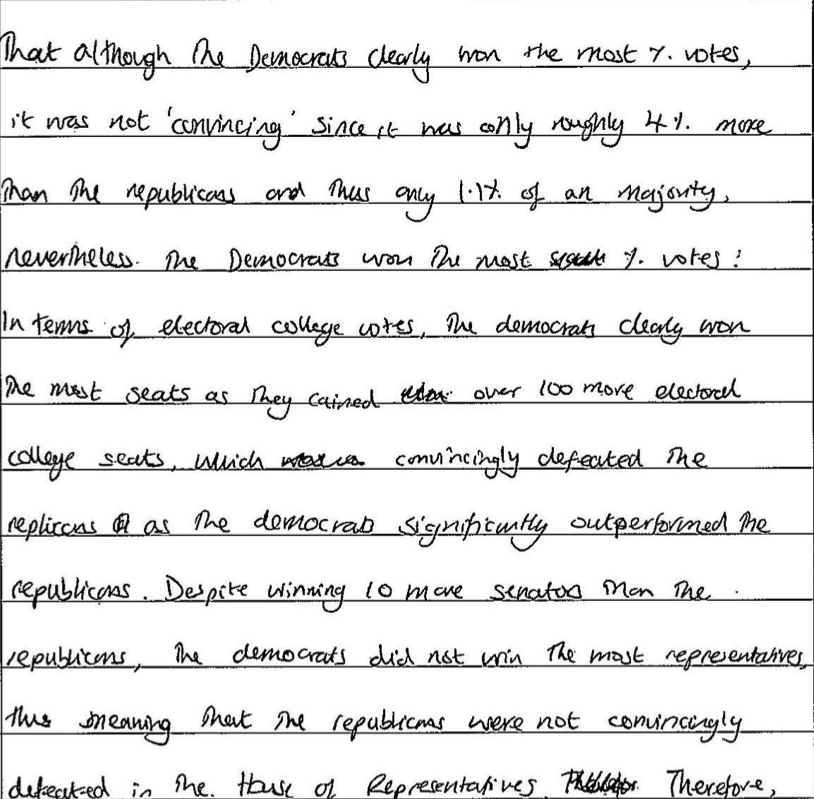 That although the Democrats clearly won the most % votes,
it was not 'convincing' since it was only roughly 4% more
than the republicans and thus only 1.1% of an majority,
nevertheless. The Democrats won the most % votes:
In terms of electoral college votes, the democrats clearly won
the most seats as they cained over 100 more electoral
college seats, which convincingly defeated the
replicans as the democrats significantly outperformed the
republicans. Despite winning 10 more senators than the
republicans, the democrats did not win the most representatives,
thus meaning that the republicans were not convincingly
defeated in the. House of Representatives. Therefore,